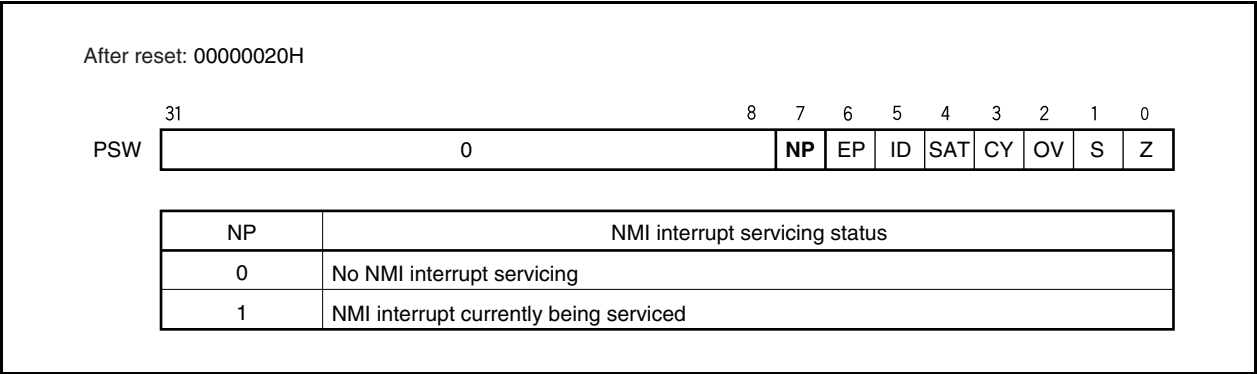 After reset: 00000020H
31 8 7 6 5 4 3 2 1 0
PSW 0 NP EP ID SAT CY OV S Z
NP NMI interrupt servicing status
0 No NMI interrupt servicing
1 NMI interrupt currently being serviced